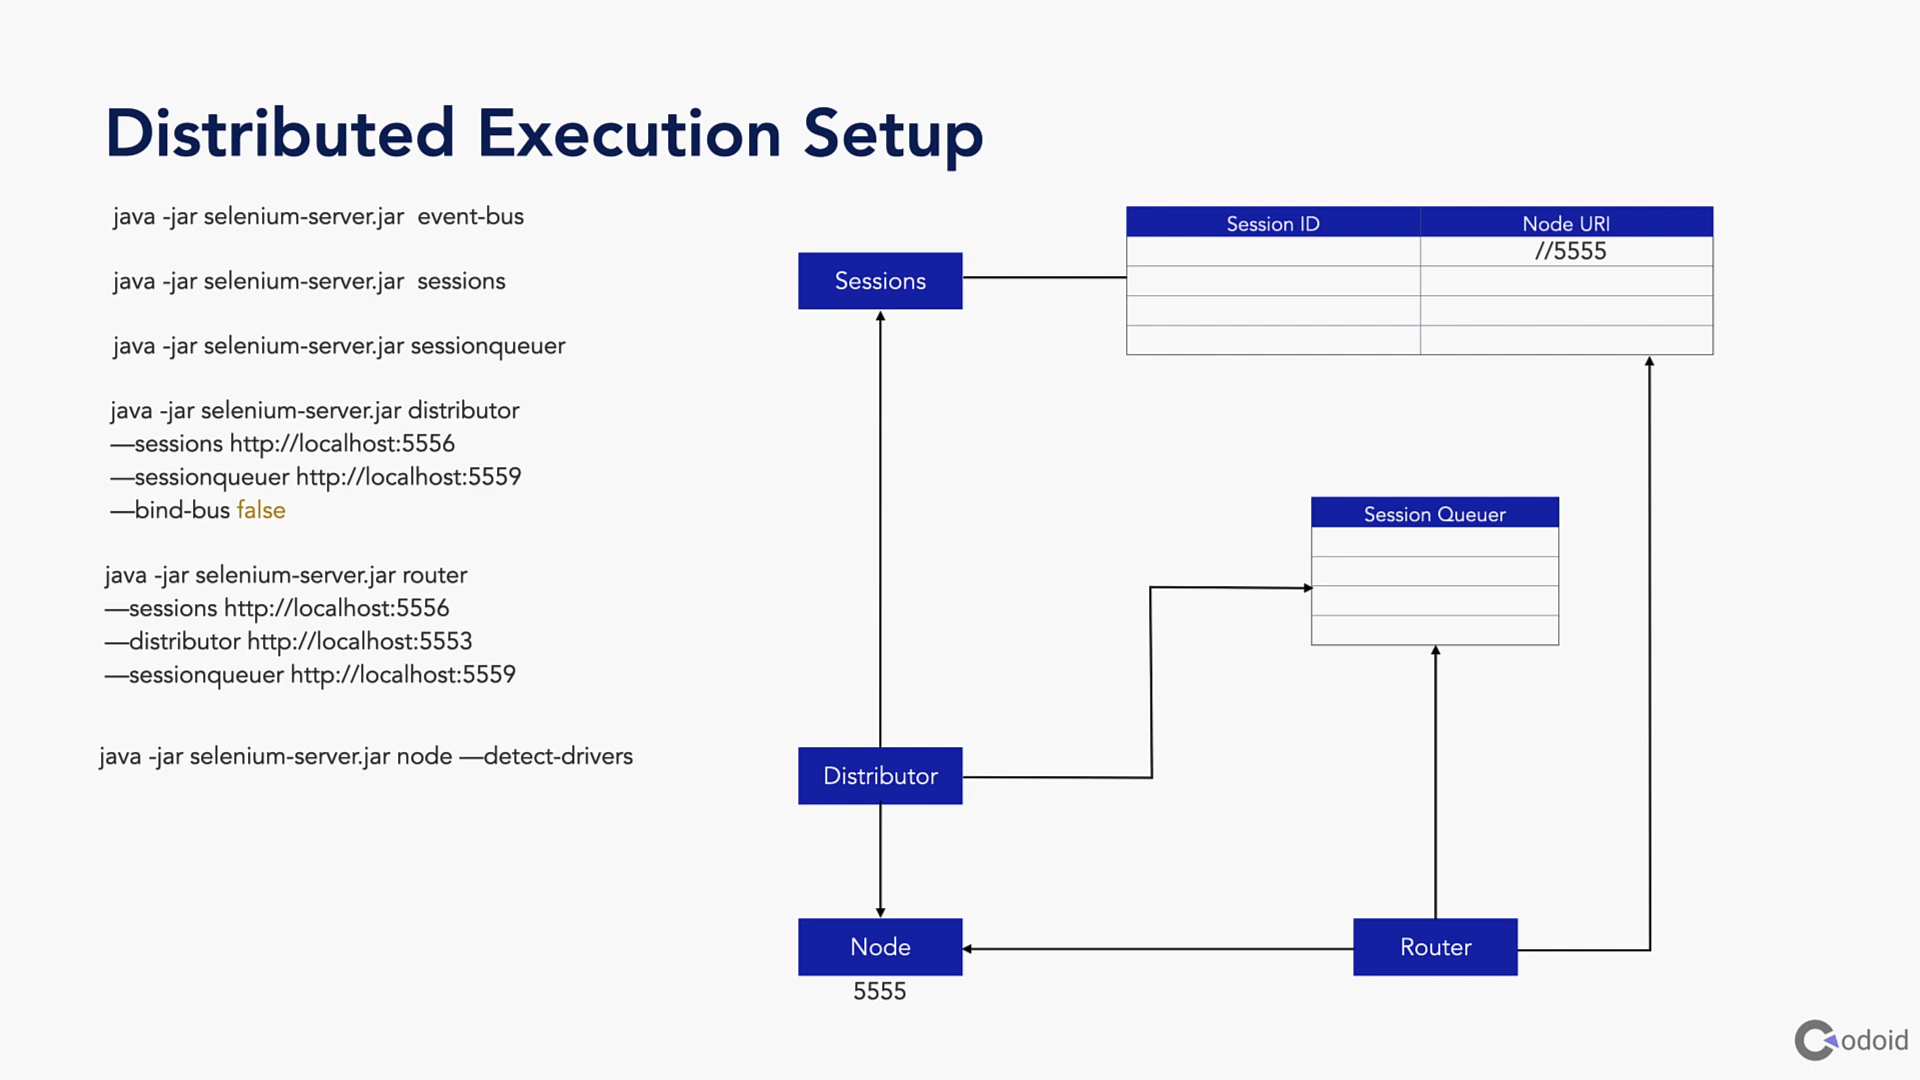 Distributed Execution Setup
java -jar selenium-server.jar  event-bus
java -jar selenium-server.jar  sessions
java -jar selenium-server.jar sessionqueuer
java -jar selenium-server.jar distributor
—sessions http://localhost:5556
—sessionqueuer http://localhost:5559
—bind-bus false
java -jar selenium-server.jar router
—sessions http://localhost:5556
—distributor http://localhost:5553
—sessionqueuer http://localhost:5559
java -jar selenium-server.jar node —detect-drivers
Sessions
Session ID Node URI
//5555
Session Queuer
Distributor
Node
5555
Router
Codoid